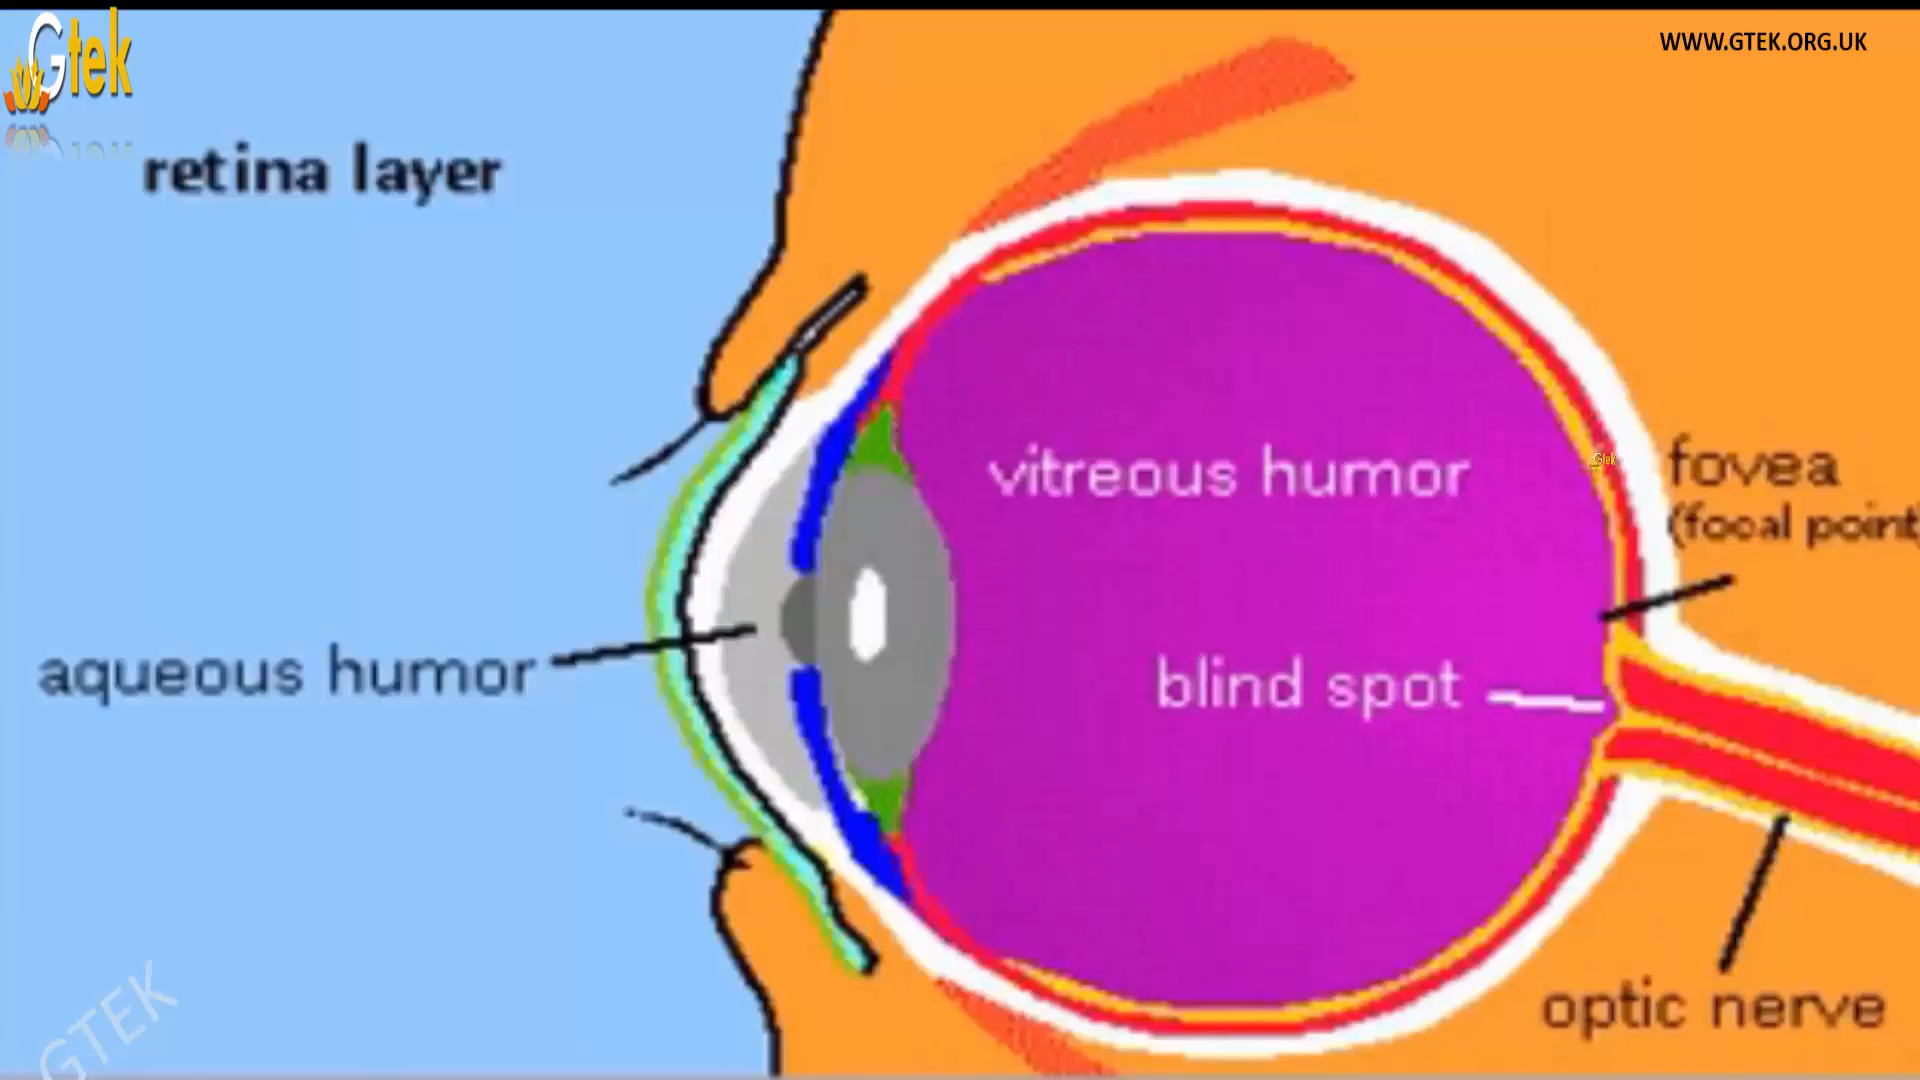 Gtek
WWW.GTEK.ORG.UK
retina layer
vitreous humor
Gtek
fovea
(focal point)
aqueous humor
blind spot
optic nerve
GTEK